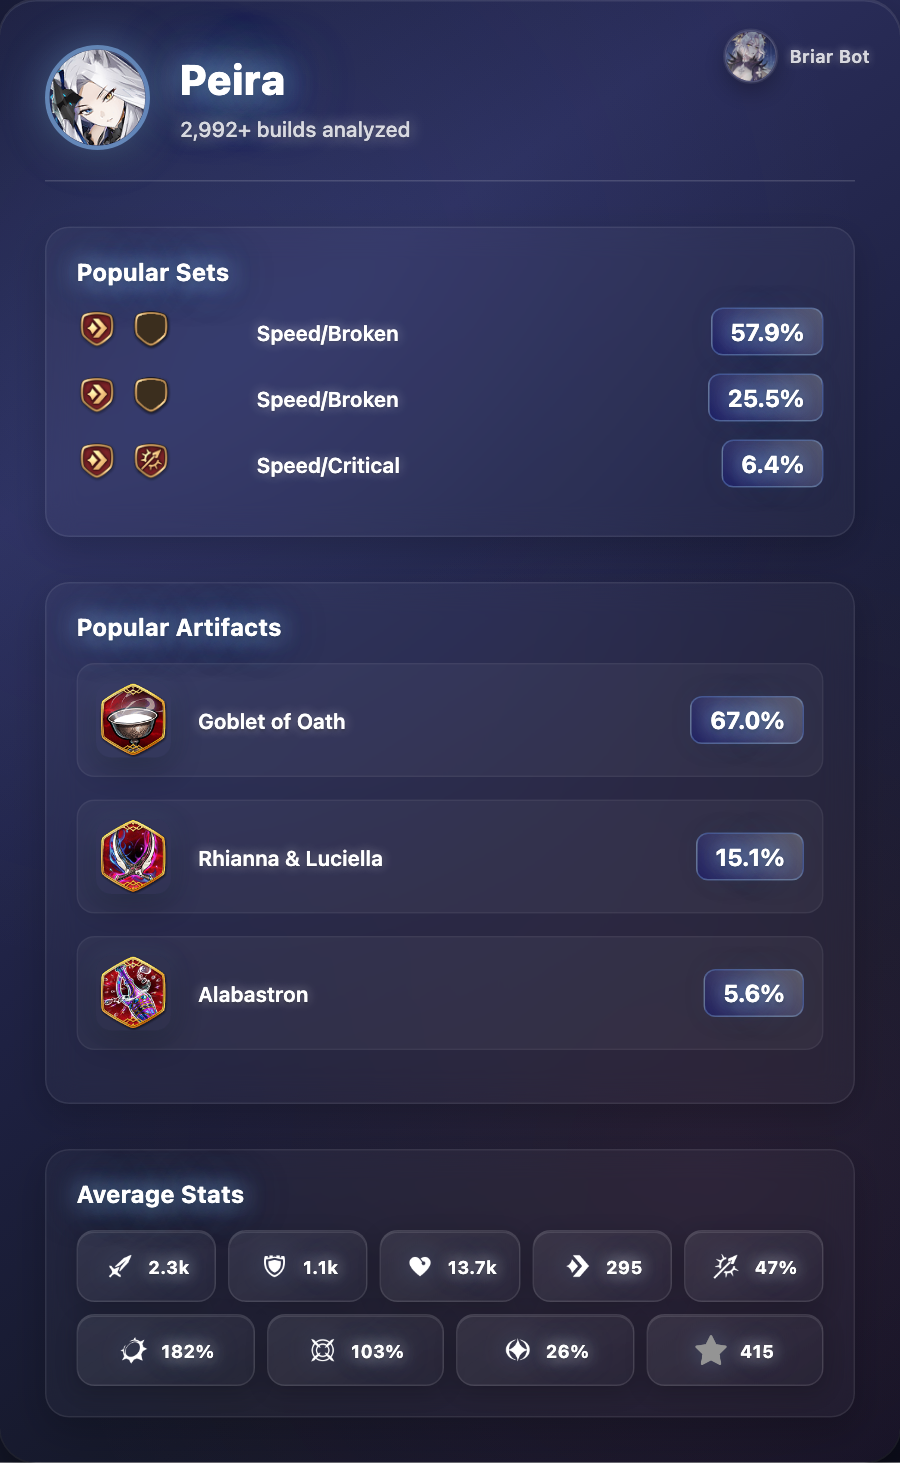 Peira
2,992+ builds analyzed
Briar Bot
Popular Sets
Speed/Broken 57.9%
Speed/Broken 25.5%
Speed/Critical 6.4%
Popular Artifacts
Goblet of Oath 67.0%
Rhianna & Luciella 15.1%
Alabastron 5.6%
Average Stats
2.3k 1.1k 13.7k 295 47%
182% 103% 26% 415